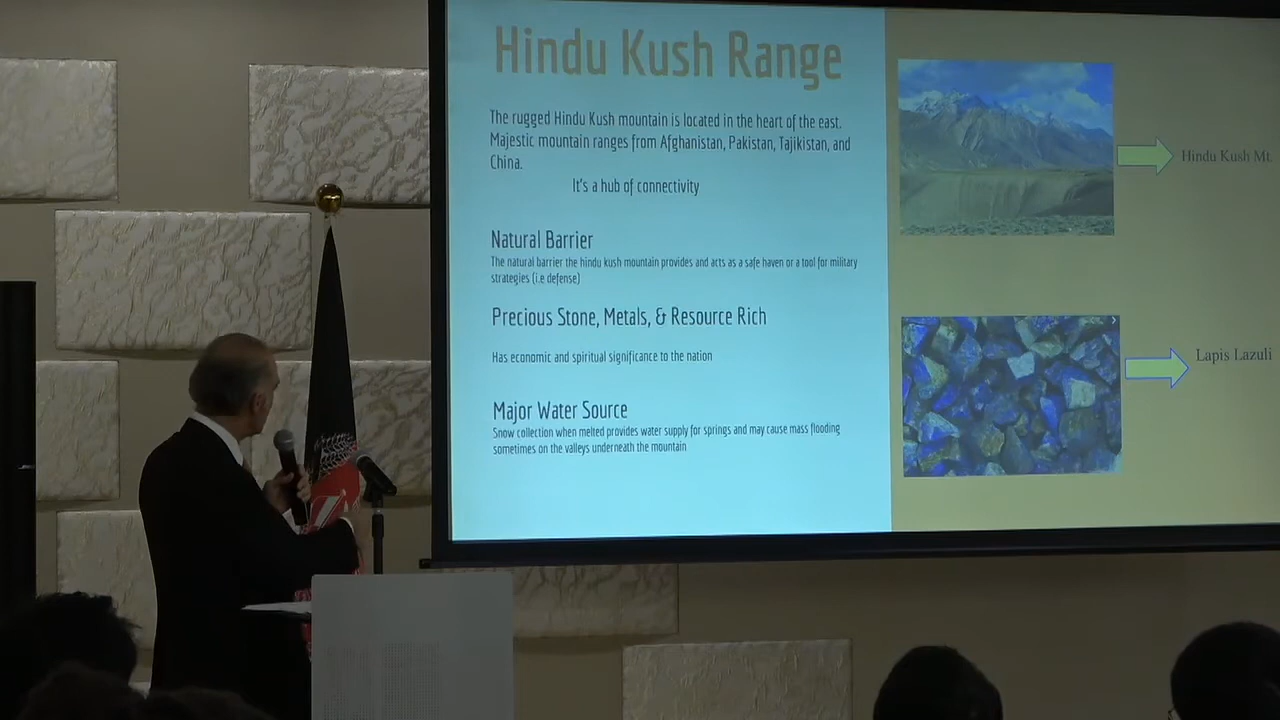 Hindu Kush Range
The rugged Hindu Kush mountain is located in the heart of the east.
Majestic mountain ranges from Afghanistan, Pakistan, Tajikistan, and
China.
It's a hub of connectivity
Natural Barrier
The natural barrier the hindu kush mountain provides and acts as a safe haven or a tool for military
strategies (i.e defense)
Precious Stone, Metals, & Resource Rich
Has economic and spiritual significance to the nation
Major Water Source
Snow collection when melted provides water supply for springs and may cause mass flooding
sometimes on the valleys underneath the mountain
Hindu Kush Mt.
Lapis Lazuli